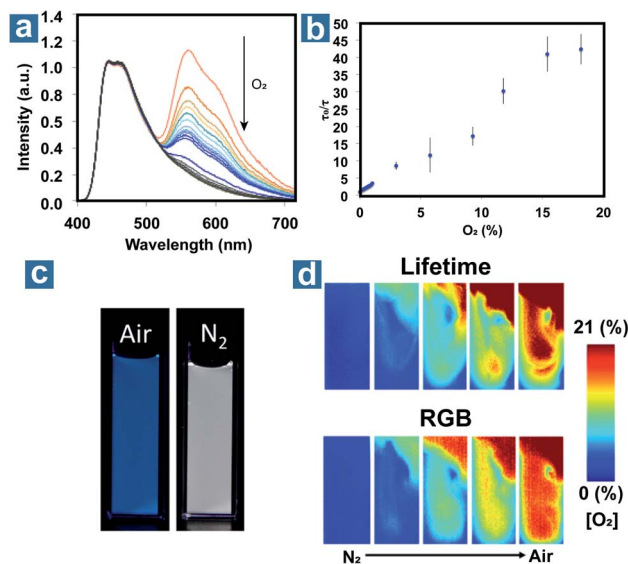 a
1.4
1.2
1.0
0.8
0.6
0.4
0.2
0.0
400
500
600
700
Intensity (a.u.)
Wavelength (nm)
O₂
b
50
45
40
35
30
25
20
15
10
5
0
0
5
10
15
20
τ₀/τ
O₂ (%)
c
Air
N₂
d
Lifetime
RGB
21 (%)
0 (%)
[O₂]
N₂
Air